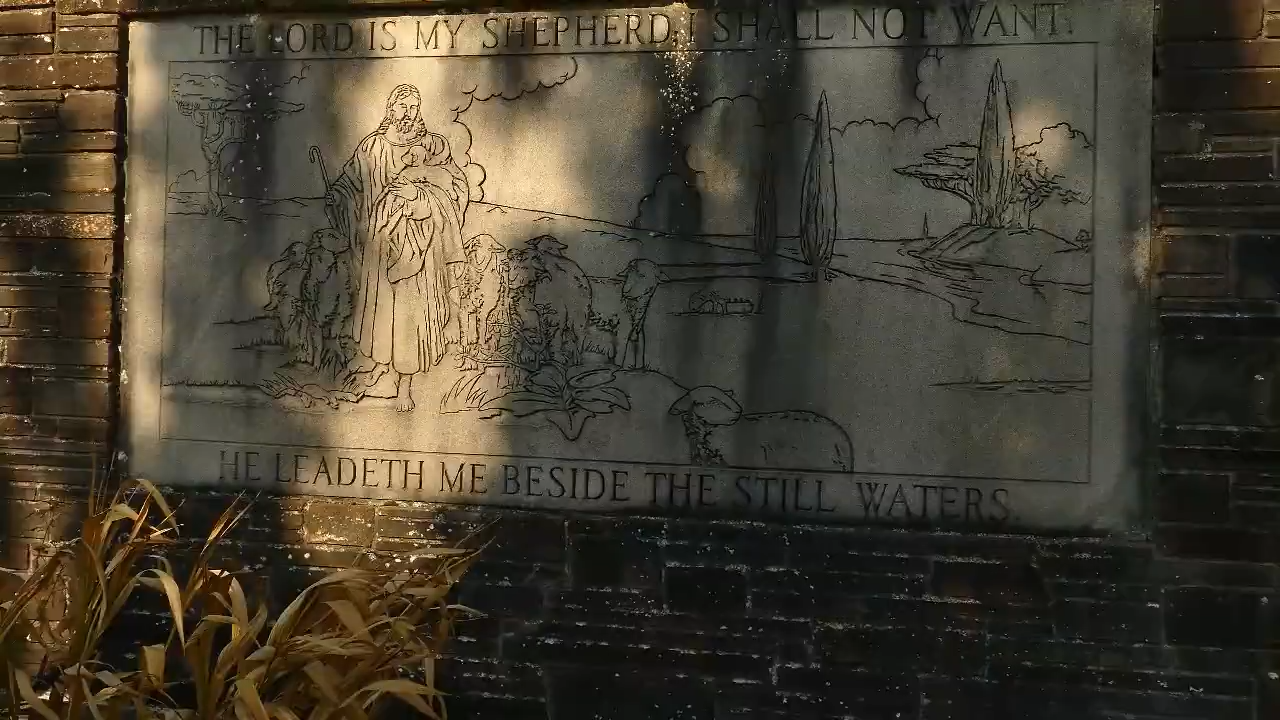 THE LORD IS MY SHEPHERD, I SHALL NOT WANT.
HE LEADETH ME BESIDE THE STILL WATERS.